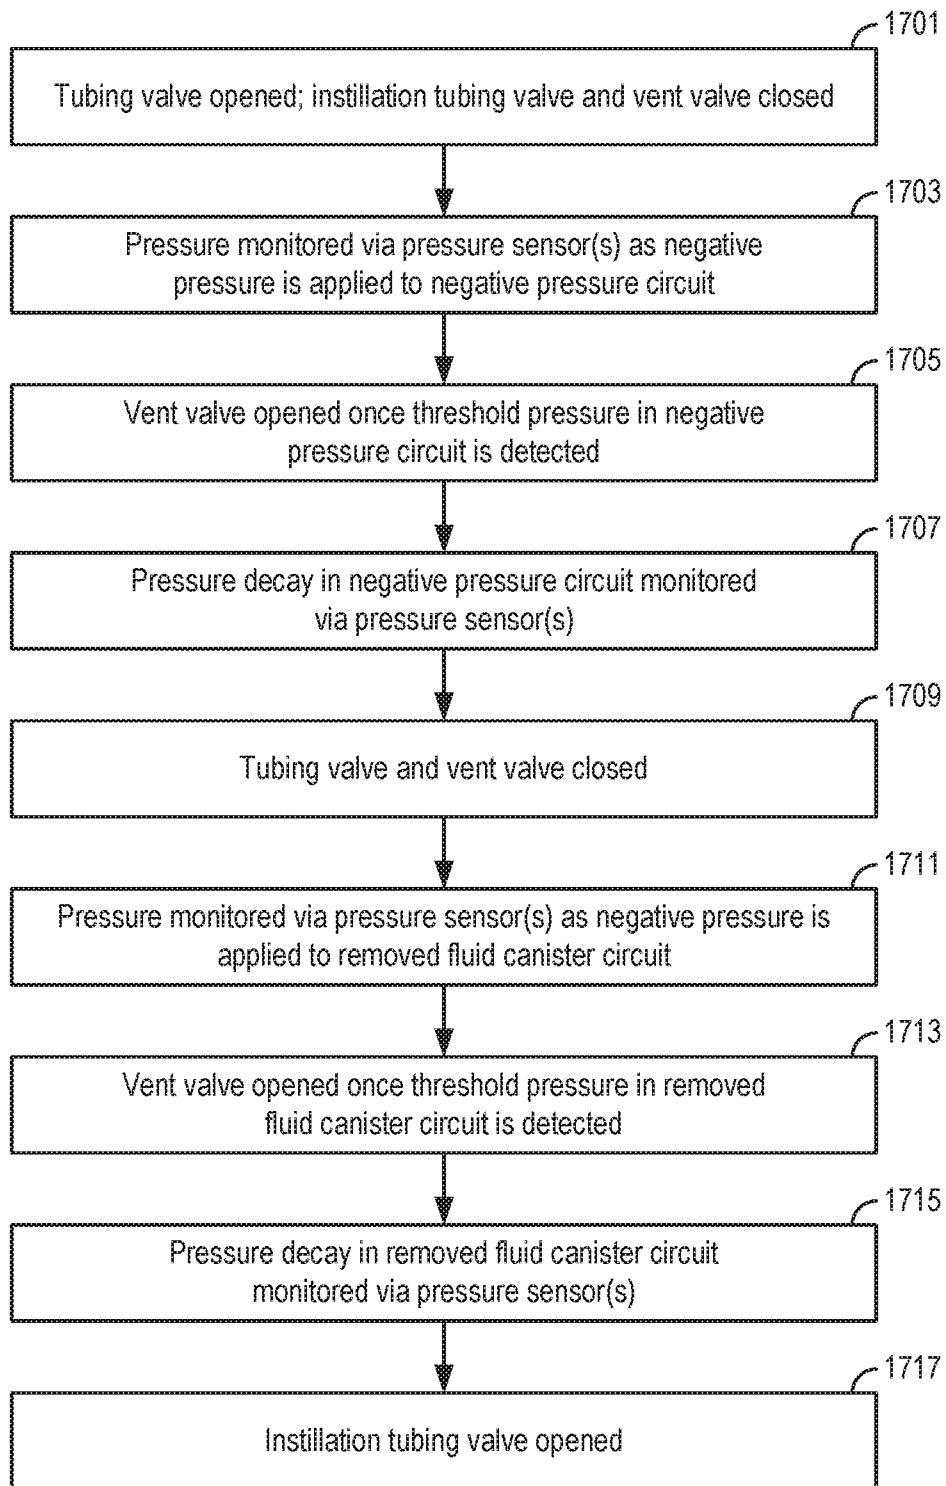 1701
Tubing valve opened; instillation tubing valve and vent valve closed
1703
Pressure monitored via pressure sensor(s) as negative
pressure is applied to negative pressure circuit
1705
Vent valve opened once threshold pressure in negative
pressure circuit is detected
1707
Pressure decay in negative pressure circuit monitored
via pressure sensor(s)
1709
Tubing valve and vent valve closed
1711
Pressure monitored via pressure sensor(s) as negative pressure is
applied to removed fluid canister circuit
1713
Vent valve opened once threshold pressure in removed
fluid canister circuit is detected
1715
Pressure decay in removed fluid canister circuit
monitored via pressure sensor(s)
1717
Instillation tubing valve opened